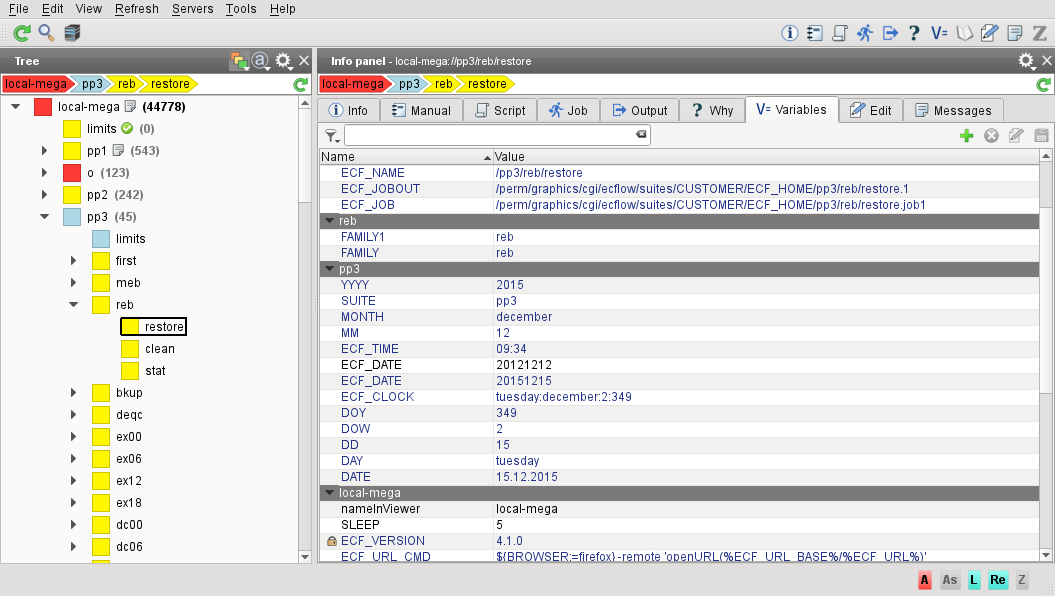 File Edit View Refresh Servers Tools Help
V=
Z
Tree
Info panel - local-mega://pp3/reb/restore
local-mega pp3 reb restore
local-mega pp3 reb restore
local-mega (44778)
limits (0)
pp1 (543)
o (123)
pp2 (242)
pp3 (45)
limits
first
meb
reb
restore
clean
stat
bkup
deqc
ex00
ex06
ex12
ex18
dc00
dc06
Info Manual Script Job Output ? Why V= Variables Edit Messages
Name Value
ECF_NAME /pp3/reb/restore
ECF_JOBOUT /perm/graphics/cgi/ecflow/suites/CUSTOMER/ECF_HOME/pp3/reb/restore.1
ECF_JOB /perm/graphics/cgi/ecflow/suites/CUSTOMER/ECF_HOME/pp3/reb/restore.job1
reb
FAMILY1 reb
FAMILY reb
pp3
YYYY 2015
SUITE pp3
MONTH december
MM 12
ECF_TIME 09:34
ECF_DATE 20121212
ECF_DATE 20151215
ECF_CLOCK tuesday:december:2:349
DOY 349
DOW 2
DD 15
DAY tuesday
DATE 15.12.2015
local-mega
nameInViewer local-mega
SLEEP 5
ECF_VERSION 4.1.0
ECF_URL_CMD ${BROWSER:=firefox} -remote 'openURL(%ECF_URL_BASE%/%ECF_URL%)'
A As L Re Z